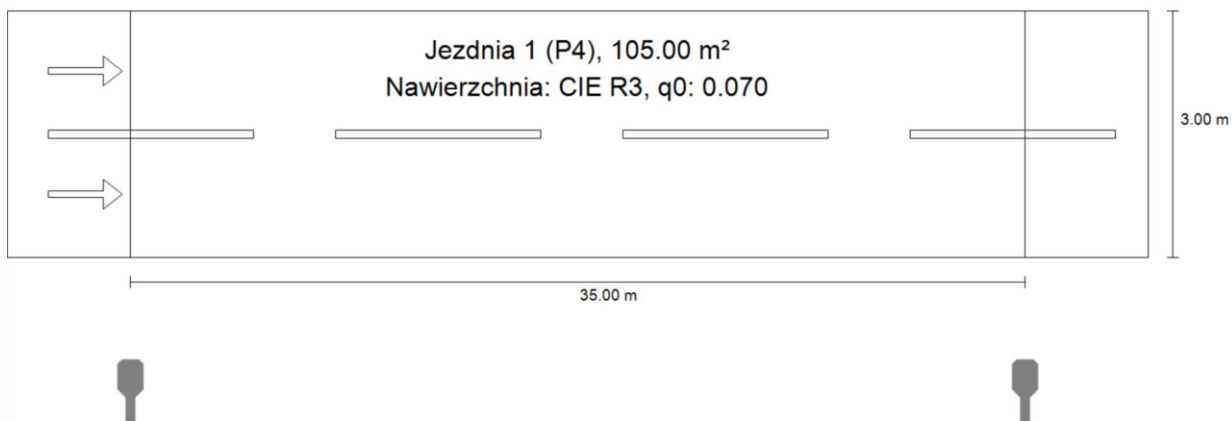 Jezdnia 1 (P4), 105.00 m²
Nawierzchnia: CIE R3, q0: 0.070
3.00 m
35.00 m